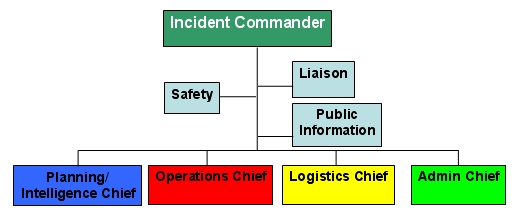 Incident Commander
Liaison
Safety
Public
Information
Planning/
Intelligence Chief
Operations Chief
Logistics Chief
Admin Chief